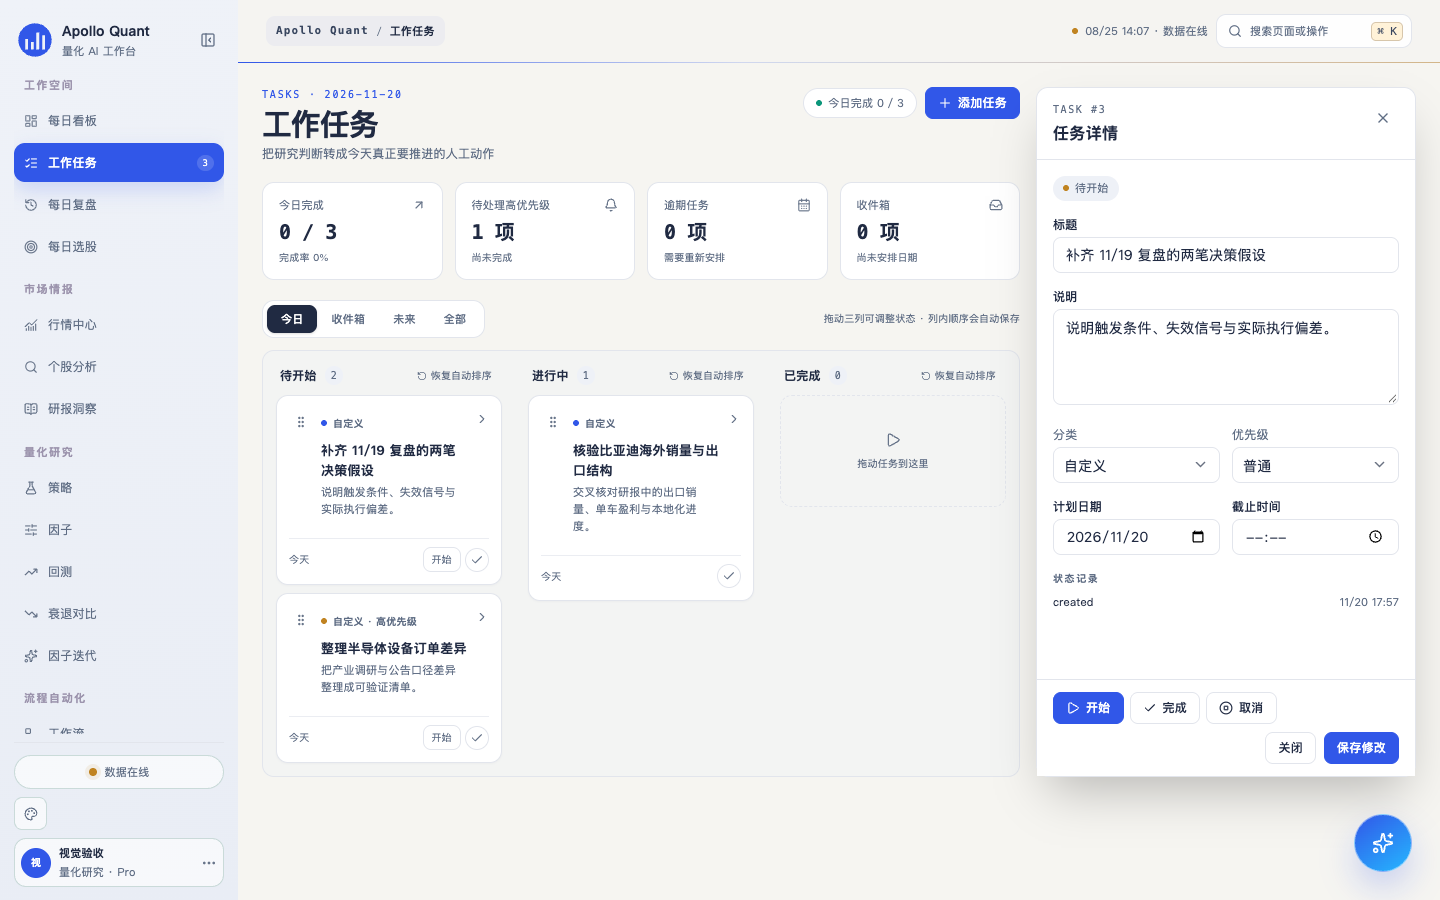 Apollo Quant
量化 AI 工作台
工作空间
每日看板
工作任务 3
每日复盘
每日选股
市场情报
行情中心
个股分析
研报洞察
量化研究
策略
因子
回测
衰退对比
因子迭代
流程自动化
工作流
数据在线
视 视觉验收
量化研究 · Pro
Apollo Quant / 工作任务
08/25 14:07 · 数据在线
搜索页面或操作 ⌘ K
TASKS · 2026-11-20
工作任务
把研究判断转成今天真正要推进的人工动作
今日完成 0 / 3
添加任务
今日完成
0 / 3
完成率 0%
待处理高优先级
1 项
尚未完成
逾期任务
0 项
需要重新安排
收件箱
0 项
尚未安排日期
今日 收件箱 未来 全部
拖动三列可调整状态 · 列内顺序会自动保存
待开始 2 恢复自动排序
自定义
补齐 11/19 复盘的两笔
决策假设
说明触发条件、失效信号与
实际执行偏差。
今天 开始
自定义 · 高优先级
整理半导体设备订单差异
把产业调研与公告口径差异
整理成可验证清单。
今天 开始
进行中 1 恢复自动排序
自定义
核验比亚迪海外销量与出
口结构
交叉核对研报中的出口销
量、单车盈利与本地化进
度。
今天
已完成 0 恢复自动排序
拖动任务到这里
TASK #3
任务详情
待开始
标题
补齐 11/19 复盘的两笔决策假设
说明
说明触发条件、失效信号与实际执行偏差。
分类 优先级
自定义 普通
计划日期 截止时间
2026/11/20 --:--
状态记录
created 11/20 17:57
开始 完成 取消
关闭 保存修改